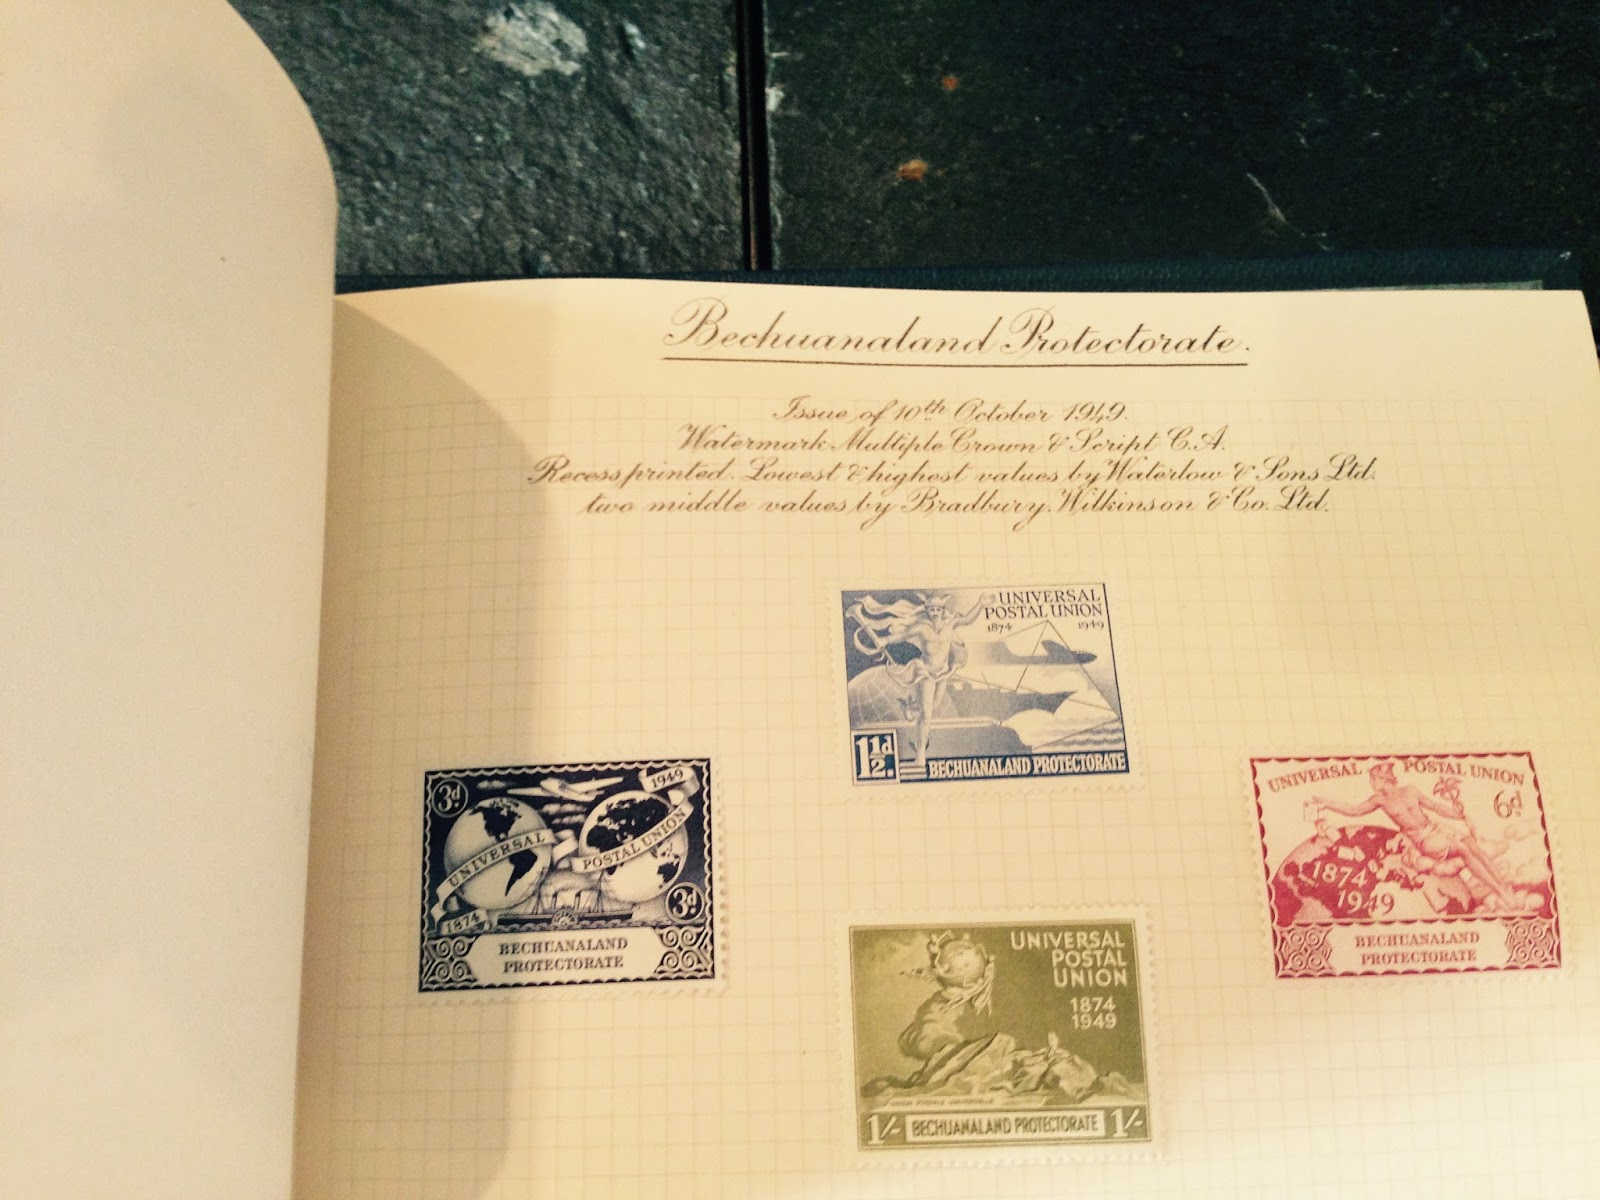 Bechuanaland Protectorate.
Issue of 10th October 1949.
Watermark Multiple Crown & Script C.A.
Recess printed. Lowest & highest values by Waterlow & Sons Ltd.
two middle values by Bradbury, Wilkinson & Co. Ltd.
UNIVERSAL
POSTAL UNION
1874 1949
1½d.
BECHUANALAND PROTECTORATE
3d
1949
UNIVERSAL POSTAL UNION
1874
3d
BECHUANALAND
PROTECTORATE
UNIVERSAL POSTAL UNION
6d
1874
1949
BECHUANALAND
PROTECTORATE
UNIVERSAL
POSTAL
UNION
1874
1949
UNION POSTALE UNIVERSELLE
1/- BECHUANALAND PROTECTORATE 1/-